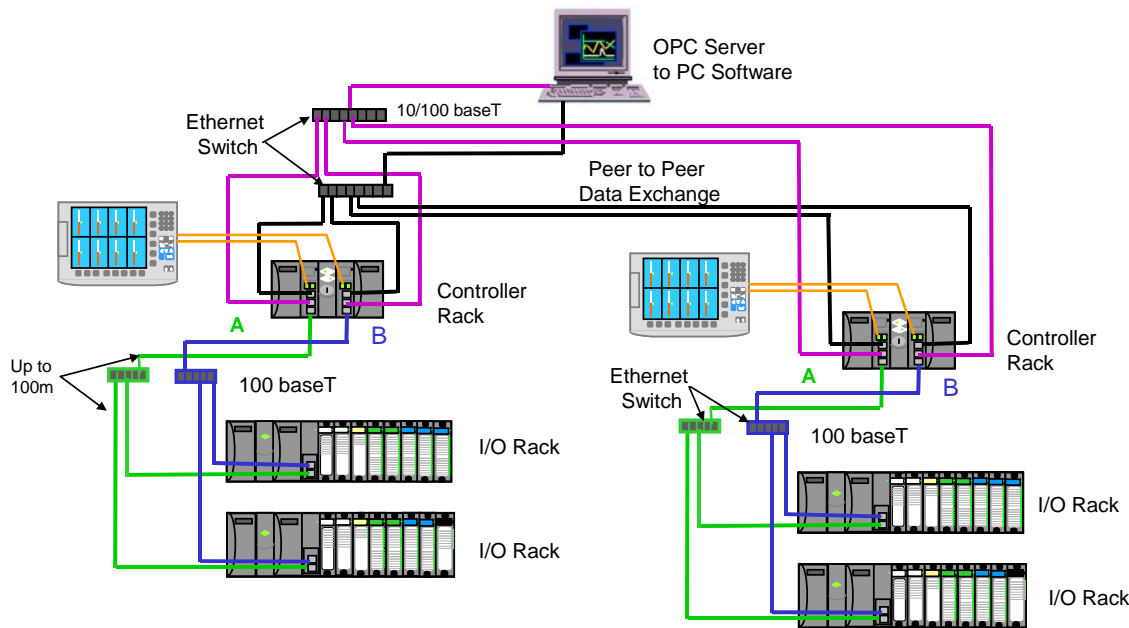 OPC Server
to PC Software
10/100 baseT
Ethernet
Switch
Peer to Peer
Data Exchange
Controller
Rack
A
B
Up to
100m
100 baseT
I/O Rack
I/O Rack
Controller
Rack
A
B
Ethernet
Switch
100 baseT
I/O Rack
I/O Rack